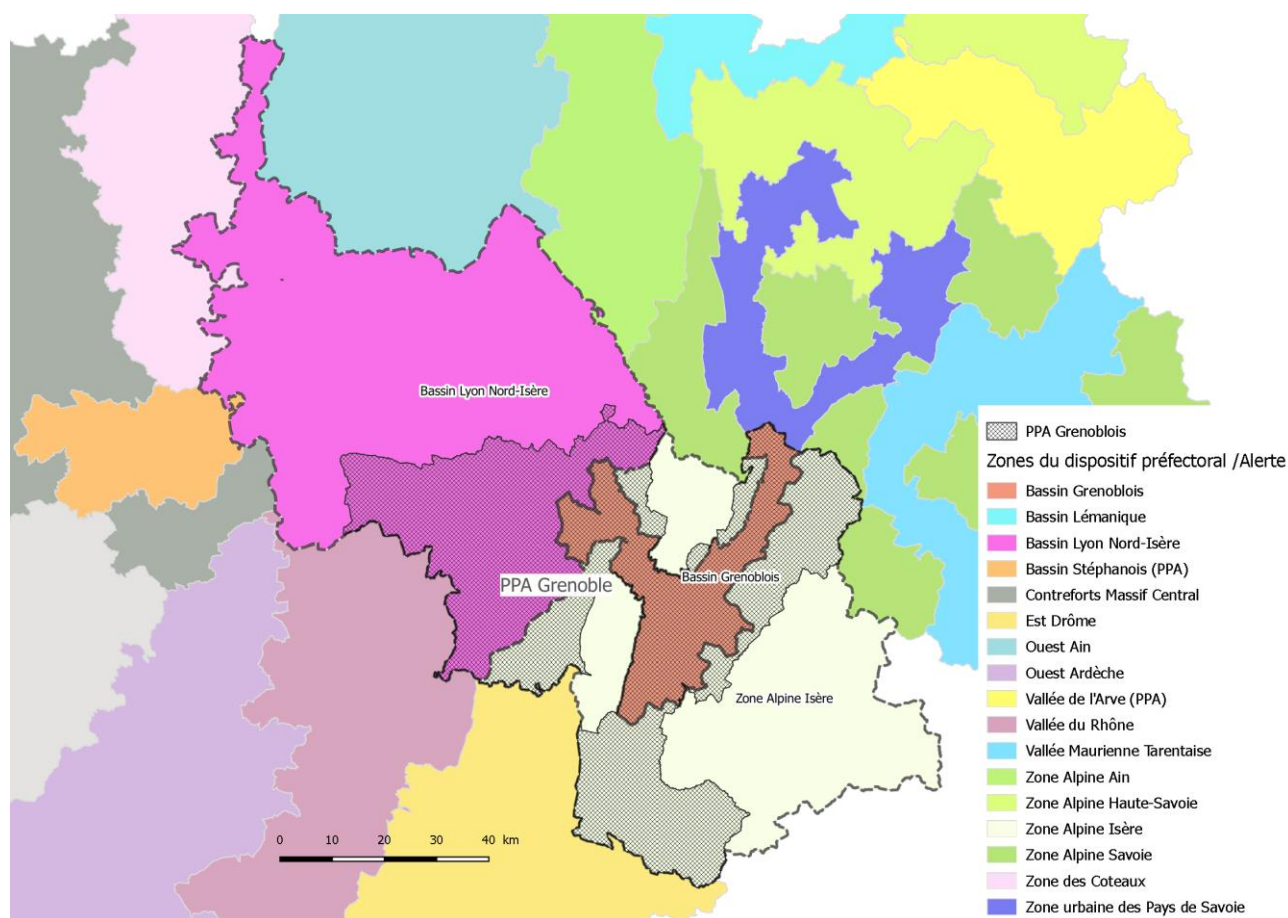 Bassin Lyon Nord-Isère
PPA Grenoble
Bassin Grenoblois
Zone Alpine Isère
0 10 20 30 40 km
PPA Grenoblois
Zones du dispositif préfectoral /Alerte
Bassin Grenoblois
Bassin Lémanique
Bassin Lyon Nord-Isère
Bassin Stéphanois (PPA)
Contreforts Massif Central
Est Drôme
Ouest Ain
Ouest Ardèche
Vallée de l'Arve (PPA)
Vallée du Rhône
Vallée Maurienne Tarentaise
Zone Alpine Ain
Zone Alpine Haute-Savoie
Zone Alpine Isère
Zone Alpine Savoie
Zone des Coteaux
Zone urbaine des Pays de Savoie